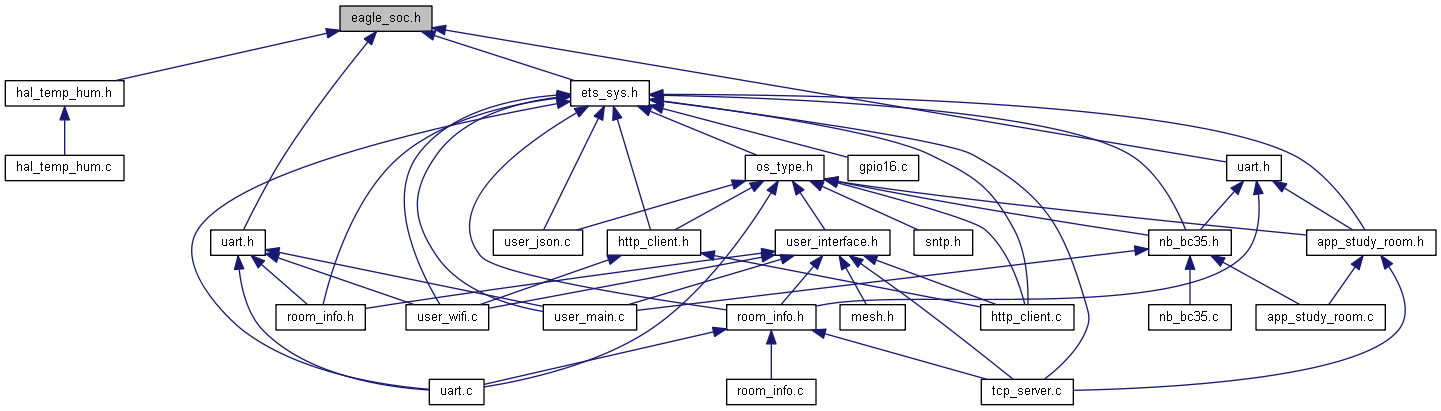 eagle_soc.h
hal_temp_hum.h
ets_sys.h
hal_temp_hum.c
os_type.h
gpio16.c
uart.h
uart.h
user_json.c
http_client.h
user_interface.h
sntp.h
nb_bc35.h
app_study_room.h
room_info.h
user_wifi.c
user_main.c
room_info.h
mesh.h
http_client.c
nb_bc35.c
app_study_room.c
uart.c
room_info.c
tcp_server.c